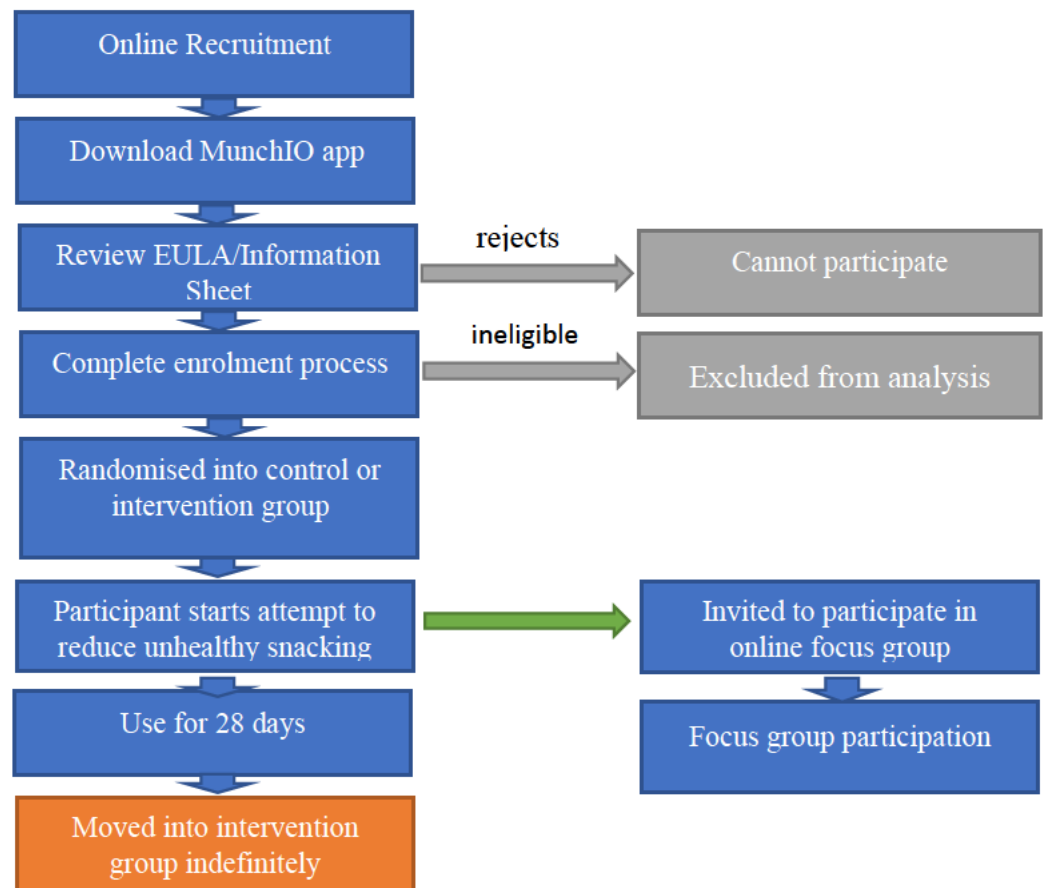 Online Recruitment
Download MunchIO app
Review EULA/Information
Sheet
rejects
Cannot participate
Complete enrolment process
ineligible
Excluded from analysis
Randomised into control or
intervention group
Participant starts attempt to
reduce unhealthy snacking
Invited to participate in
online focus group
Use for 28 days
Focus group participation
Moved into intervention
group indefinitely